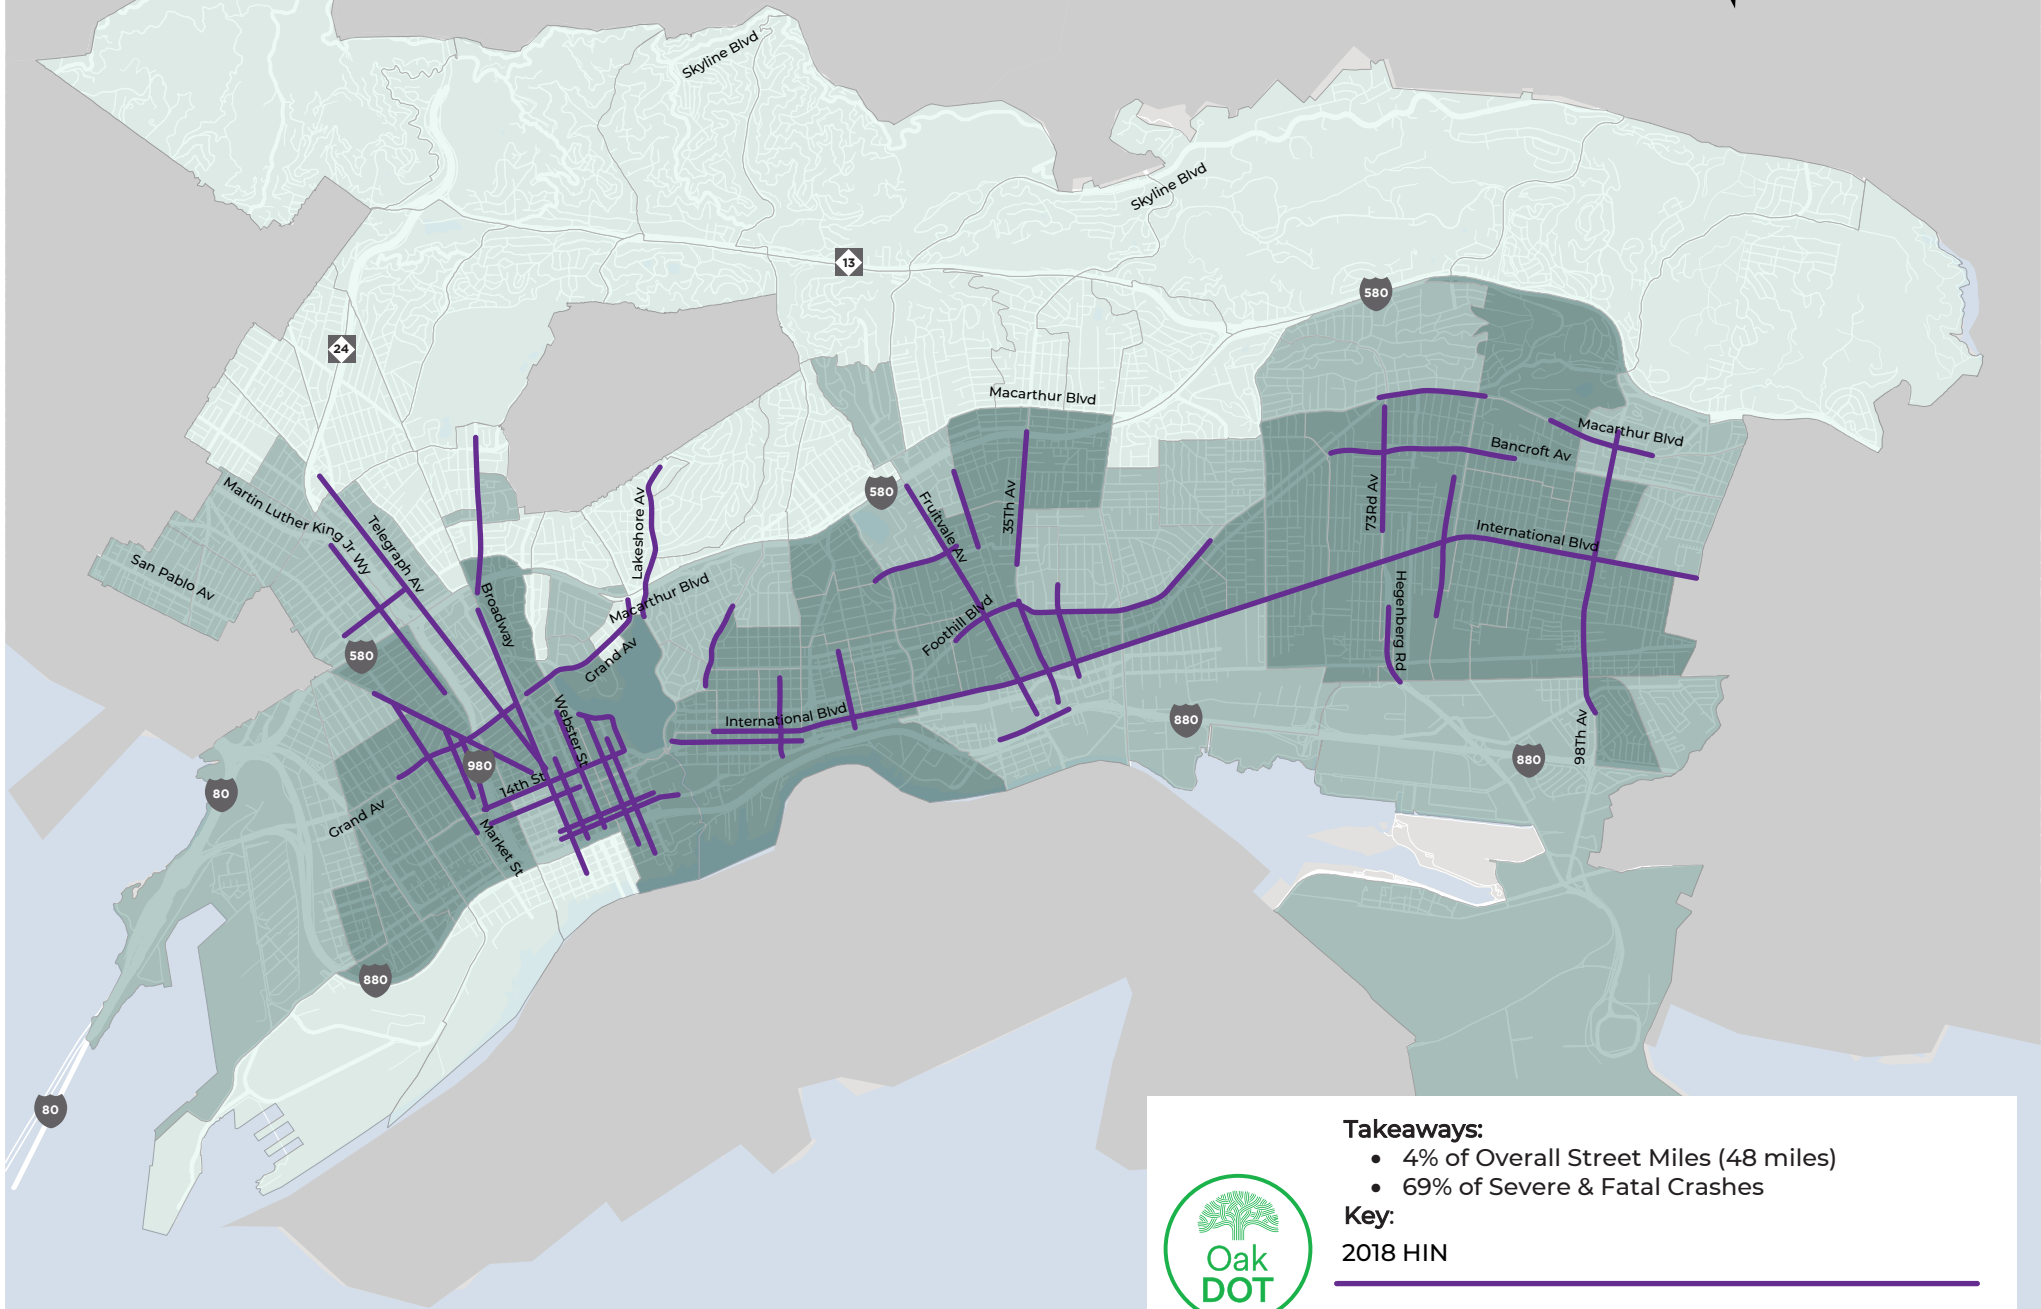 Skyline Blvd
Skyline Blvd
13
580
24
Macarthur Blvd
Macarthur Blvd
Bancroft Av
580
Martin Luther King Jr Wy
Telegraph Av
Lakeshore Av
Fruitvale Av
35Th Av
73Rd Av
International Blvd
San Pablo Av
Broadway
Macarthur Blvd
Foothill Blvd
Hegenberg Rd
580
Grand Av
Webster St
International Blvd
880
98Th Av
880
980
14th St
80
Grand Av
Market St
880
80
Takeaways:
• 4% of Overall Street Miles (48 miles)
• 69% of Severe & Fatal Crashes
Key:
2018 HIN
Oak
DOT